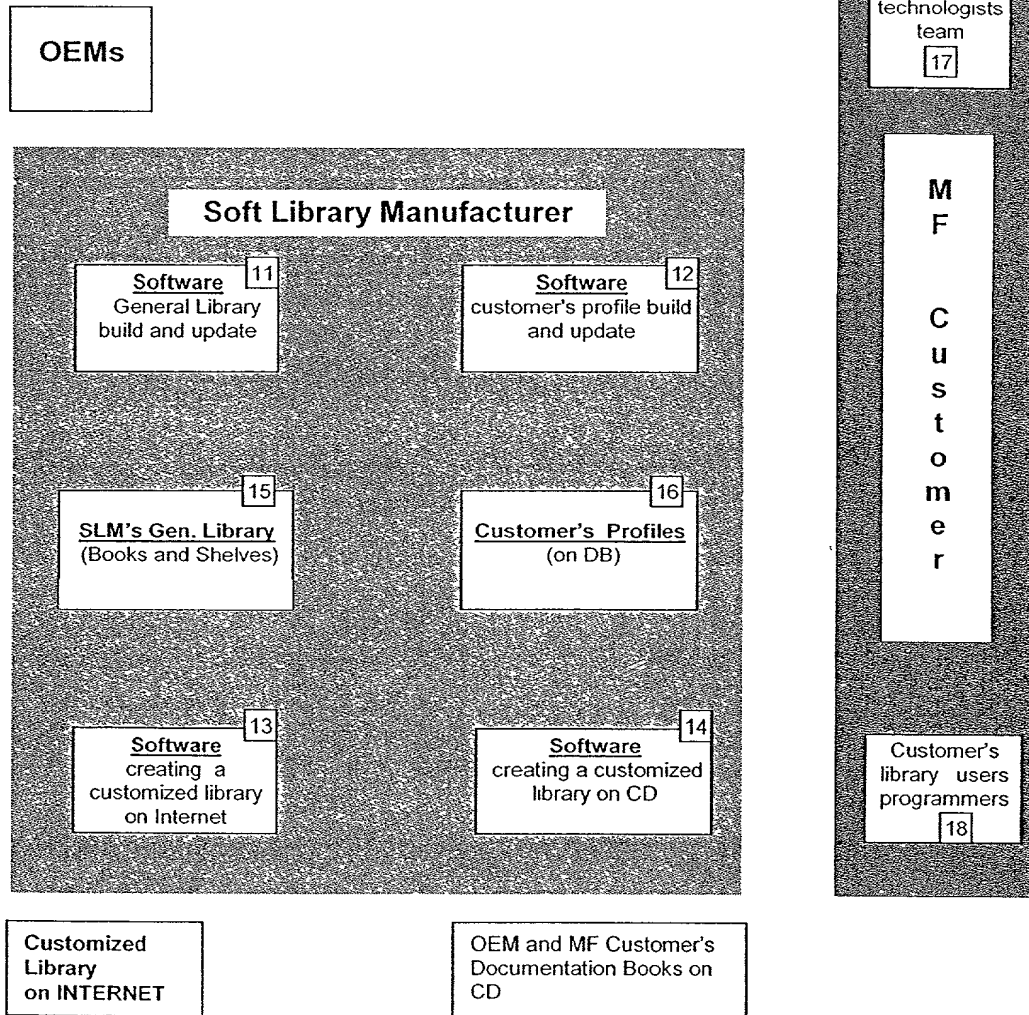 OEMs
technologists
team
17
Soft Library Manufacturer
11
Software
General Library
build and update
12
Software
customer's profile build
and update
15
SLM's Gen. Library
(Books and Shelves)
16
Customer's Profiles
(on DB)
13
Software
creating a
customized library
on Internet
14
Software
creating a customized
library on CD
M
F
C
u
s
t
o
m
e
r
Customer's
library users
programmers
18
Customized
Library
on INTERNET
OEM and MF Customer's
Documentation Books on
CD